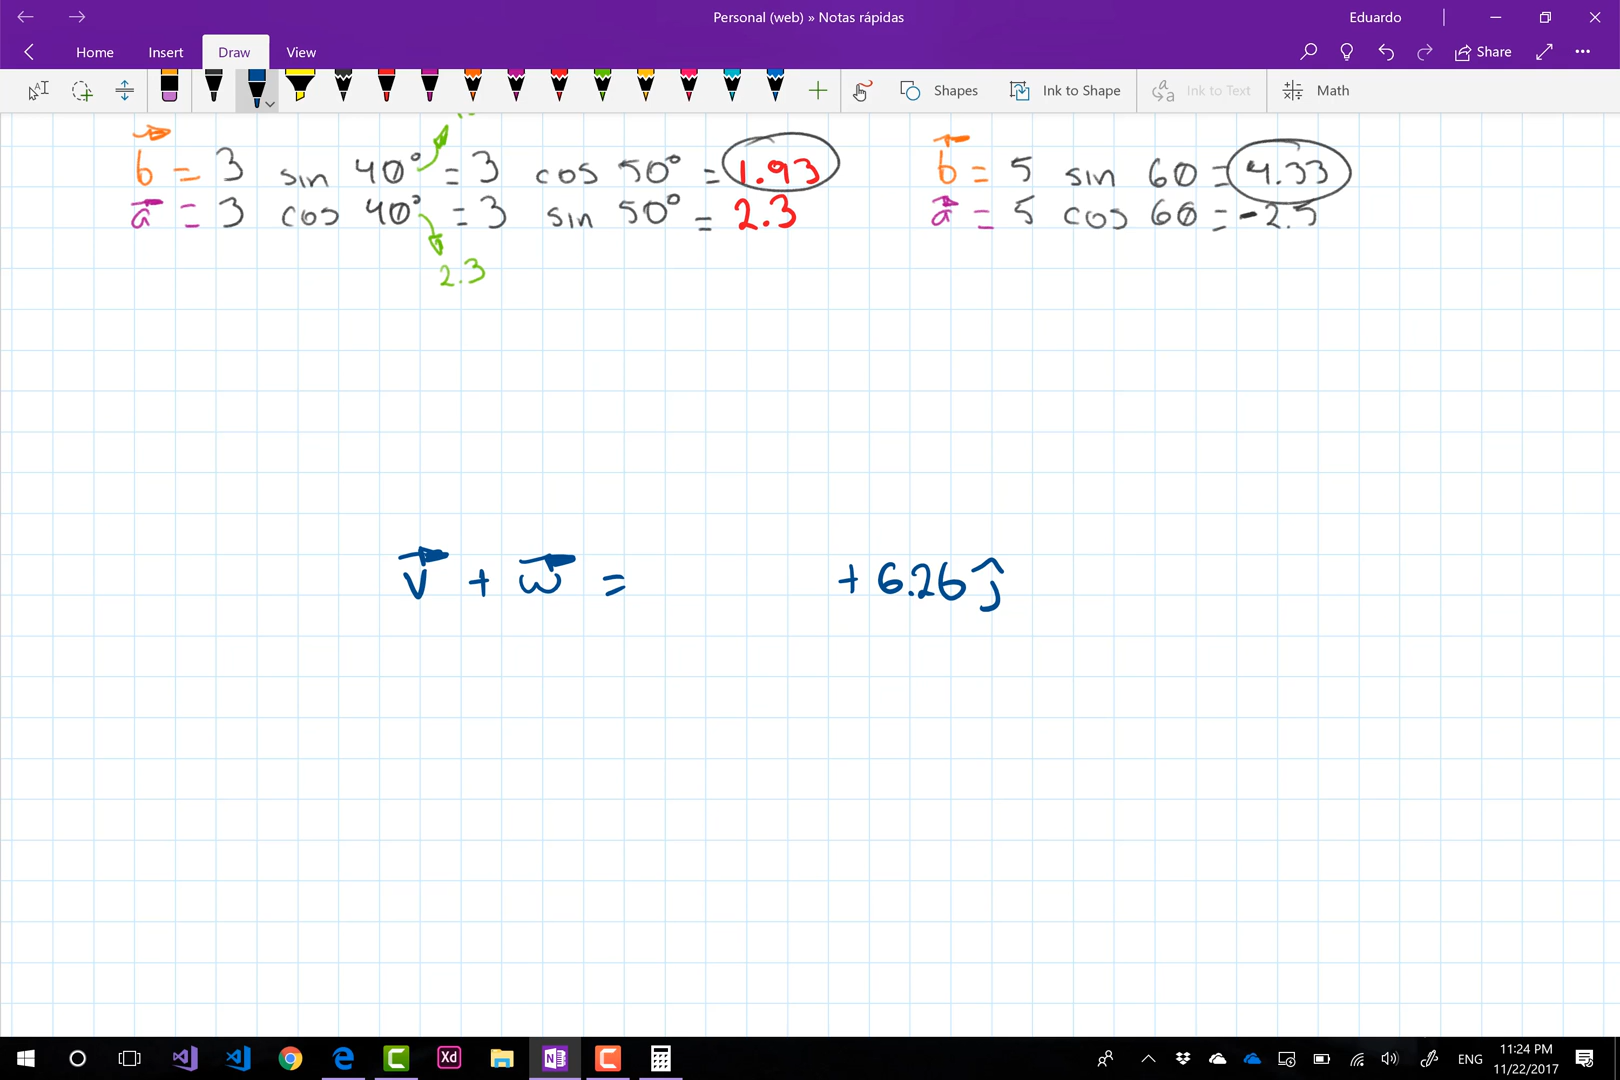 Personal (web) » Notas rápidas
Eduardo
Home Insert Draw View
Share
Shapes Ink to Shape Ink to Text Math
b = 3 sin 40° = 3 cos 50° = 1.93
a = 3 cos 40° = 3 sin 50° = 2.3
2.3
b = 5 sin 60 = 4.33
a = 5 cos 60 = -2.5
v + w = + 6.26 ĵ
Xd
N
ENG
11:24 PM
11/22/2017